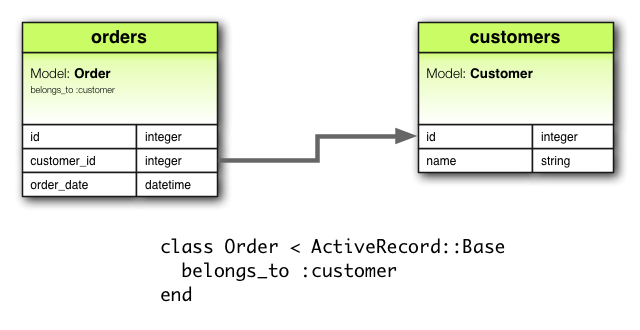 orders
Model: Order
belongs_to :customer
id integer
customer_id integer
order_date datetime
customers
Model: Customer
id integer
name string
class Order < ActiveRecord::Base
  belongs_to :customer
end